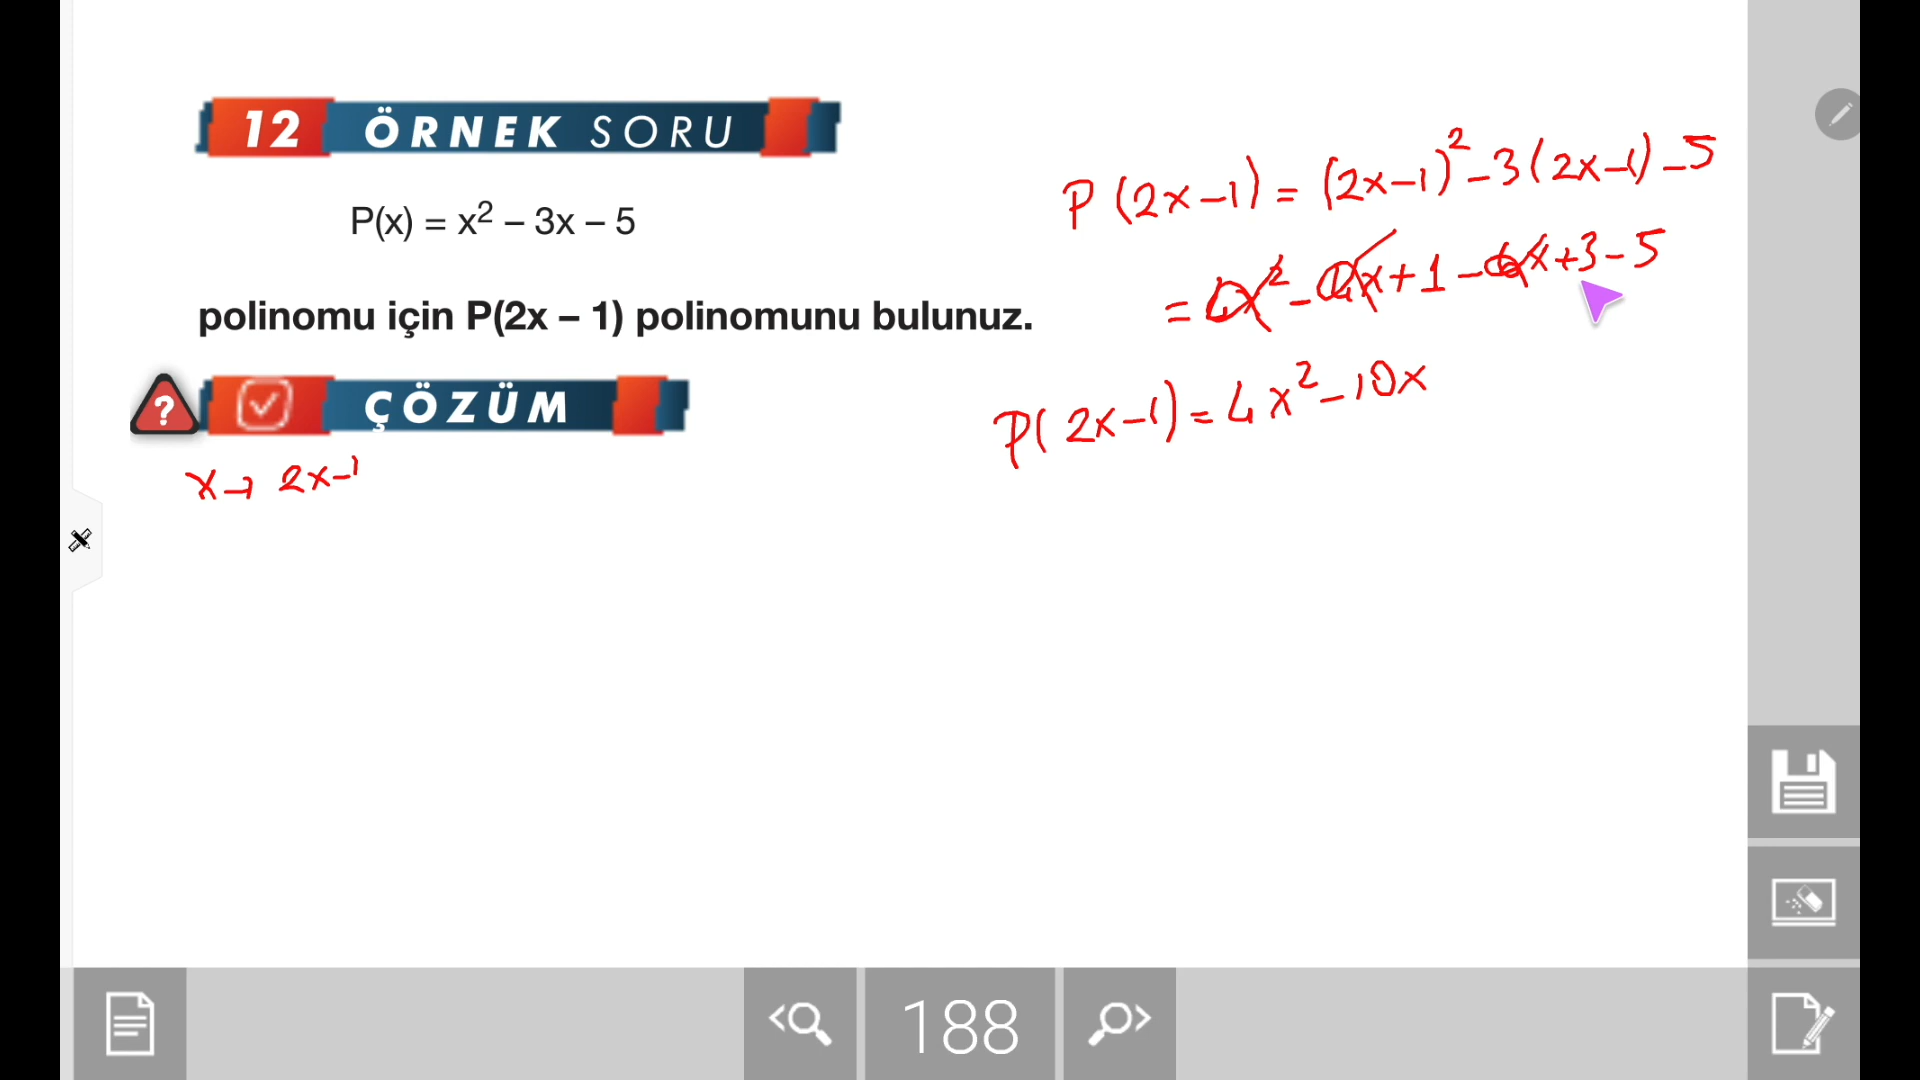 12 ÖRNEK SORU
P(x) = x² – 3x – 5
polinomu için P(2x – 1) polinomunu bulunuz.
ÇÖZÜM
x → 2x-1
P(2x-1) = (2x-1)² - 3(2x-1) - 5
= 4x² - 4x + 1 - 6x + 3 - 5
P(2x-1) = 4x² - 10x
188